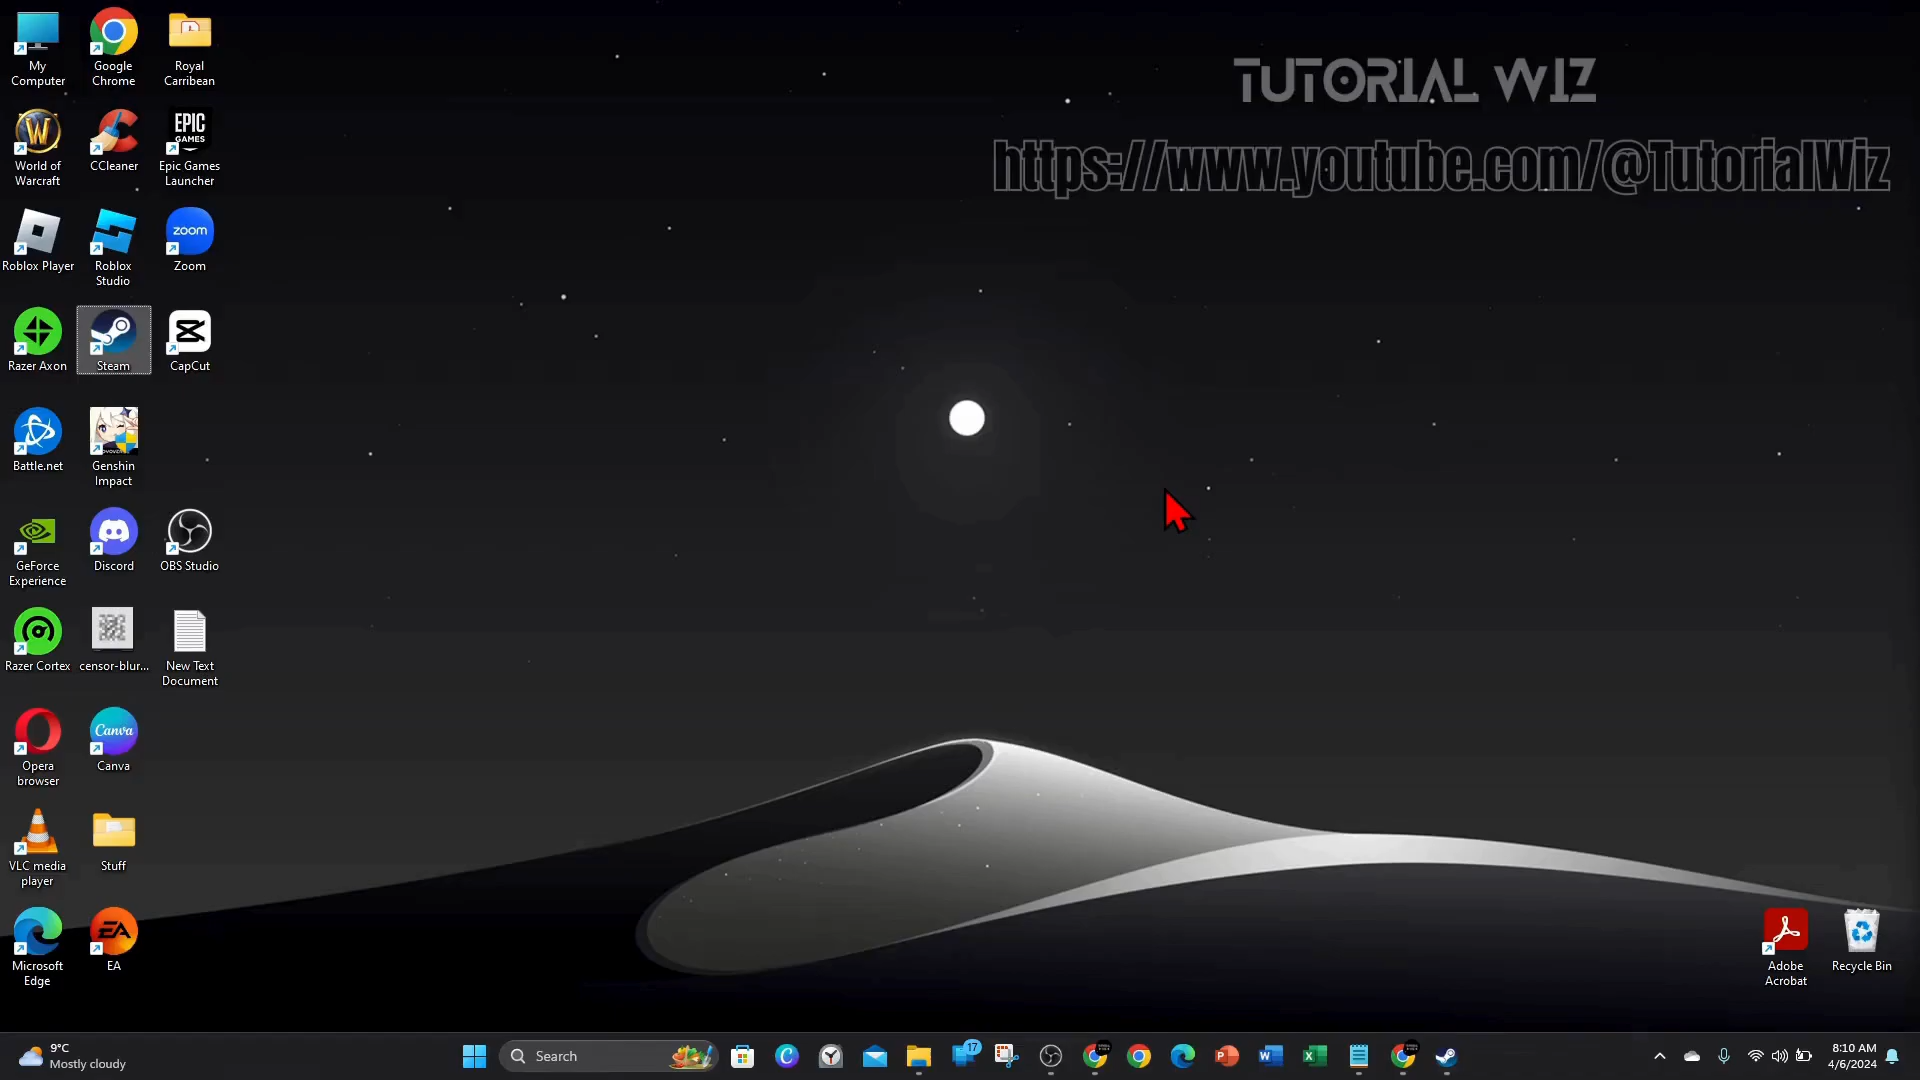 TUTORIAL WIZ
https://www.youtube.com/@TutorialWiz
My
Computer
Google
Chrome
Royal
Carribean
World of
Warcraft
CCleaner
EPIC
GAMES
Epic Games
Launcher
Roblox Player
Roblox
Studio
zoom
Zoom
Razer Axon
Steam
CapCut
Battle.net
Genshin
Impact
GeForce
Experience
Discord
OBS Studio
Razer Cortex
censor-blur...
New Text
Document
Opera
browser
Canva
Canva
VLC media
player
Stuff
Microsoft
Edge
EA
EA
Adobe
Acrobat
Recycle Bin
9°C
Mostly cloudy
Search
17
8:10 AM
4/6/2024